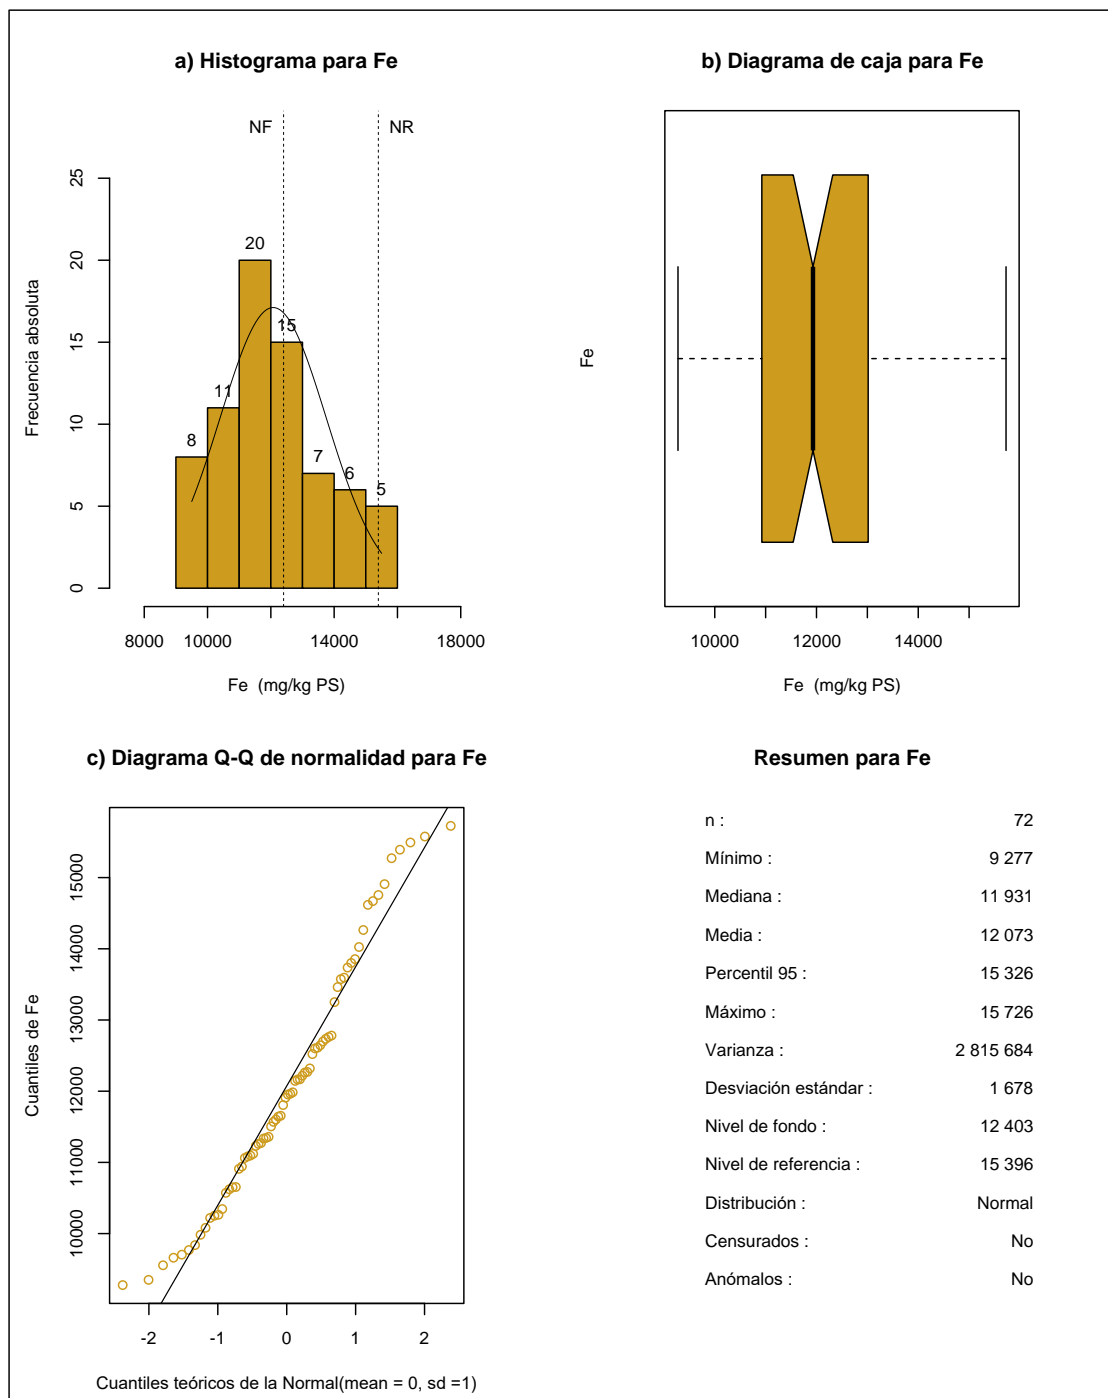 a) Histograma para Fe
NF
NR
25
20
15
10
5
0
8
11
20
15
7
6
5
Frecuencia absoluta
8000 10000 14000 18000
Fe (mg/kg PS)
b) Diagrama de caja para Fe
Fe
10000 12000 14000
Fe (mg/kg PS)
c) Diagrama Q-Q de normalidad para Fe
Cuantiles de Fe
15000
14000
13000
12000
11000
10000
-2 -1 0 1 2
Cuantiles teóricos de la Normal(mean = 0, sd =1)
Resumen para Fe
n : 72
Mínimo : 9 277
Mediana : 11 931
Media : 12 073
Percentil 95 : 15 326
Máximo : 15 726
Varianza : 2 815 684
Desviación estándar : 1 678
Nivel de fondo : 12 403
Nivel de referencia : 15 396
Distribución : Normal
Censurados : No
Anómalos : No